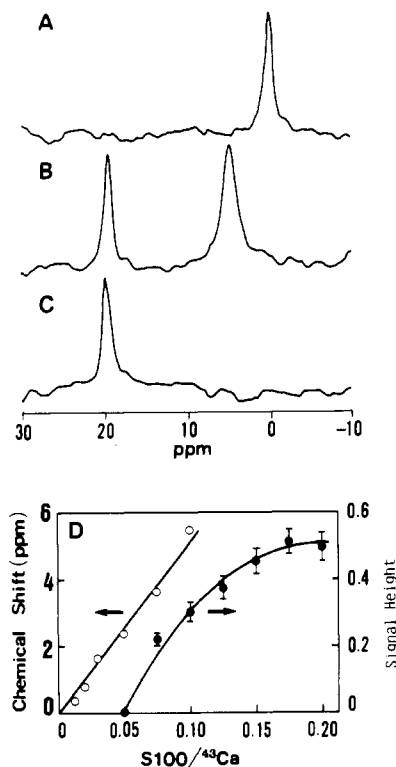 A
B
C
30 20 10 0 -10
ppm
D
6
4
2
0
Chemical Shift (ppm)
0.6
0.4
0.2
0
Signal Height
0 0.05 0.10 0.15 0.20
S100/⁴³Ca